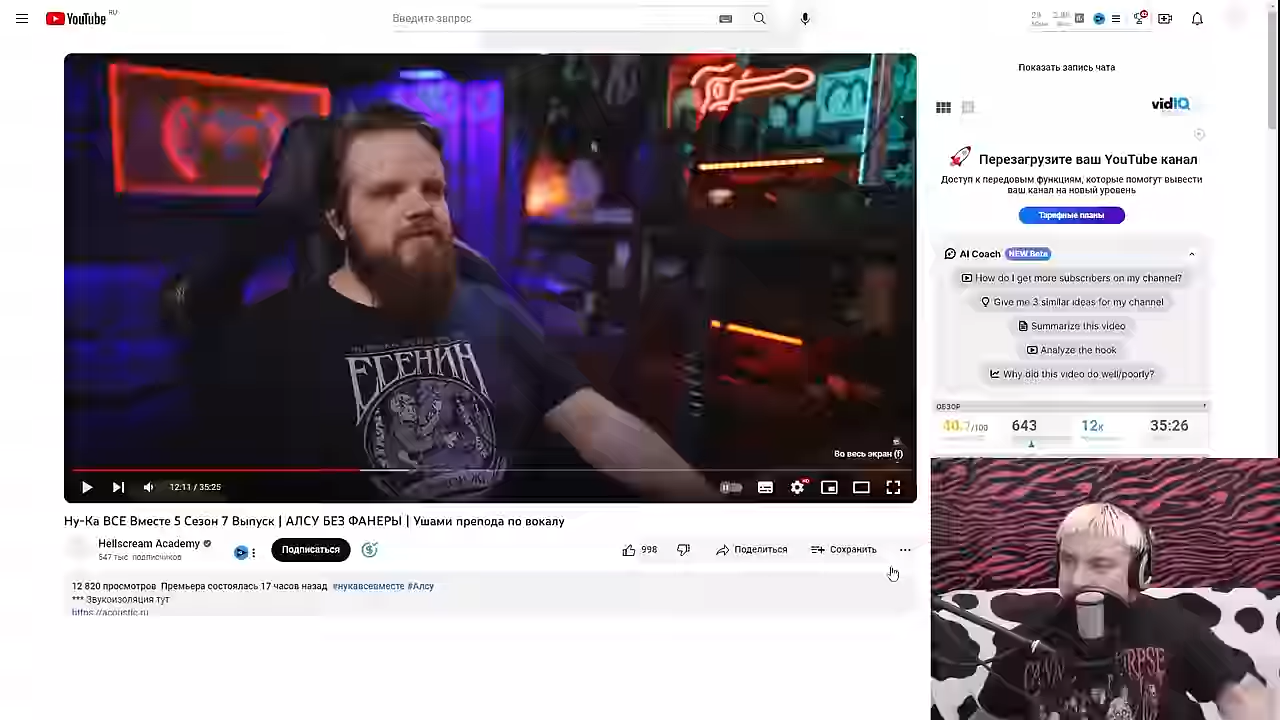 YouTube RU
Введите запрос
Показать запись чата
vidIQ
Перезагрузите ваш YouTube канал
Доступ к передовым функциям, которые помогут вывести
ваш канал на новый уровень
Тарифные планы
AI Coach NEW Beta
How do I get more subscribers on my channel?
Give me 3 similar ideas for my channel
Summarize this video
Analyze the hook
Why did this video do well/poorly?
ОБЗОР
40.7/100 643 12к 35:26
ЕСЕНИН
Во весь экран (f)
12:11 / 35:25
Ну-Ка ВСЕ Вместе 5 Сезон 7 Выпуск | АЛСУ БЕЗ ФАНЕРЫ | Ушами препода по вокалу
Hellscream Academy
547 тыс. подписчиков
Подписаться
998
Поделиться
Сохранить
12 820 просмотров Премьера состоялась 17 часов назад #нукавсевместе #Алсу
*** Звукоизоляция тут
https://acoustic.ru